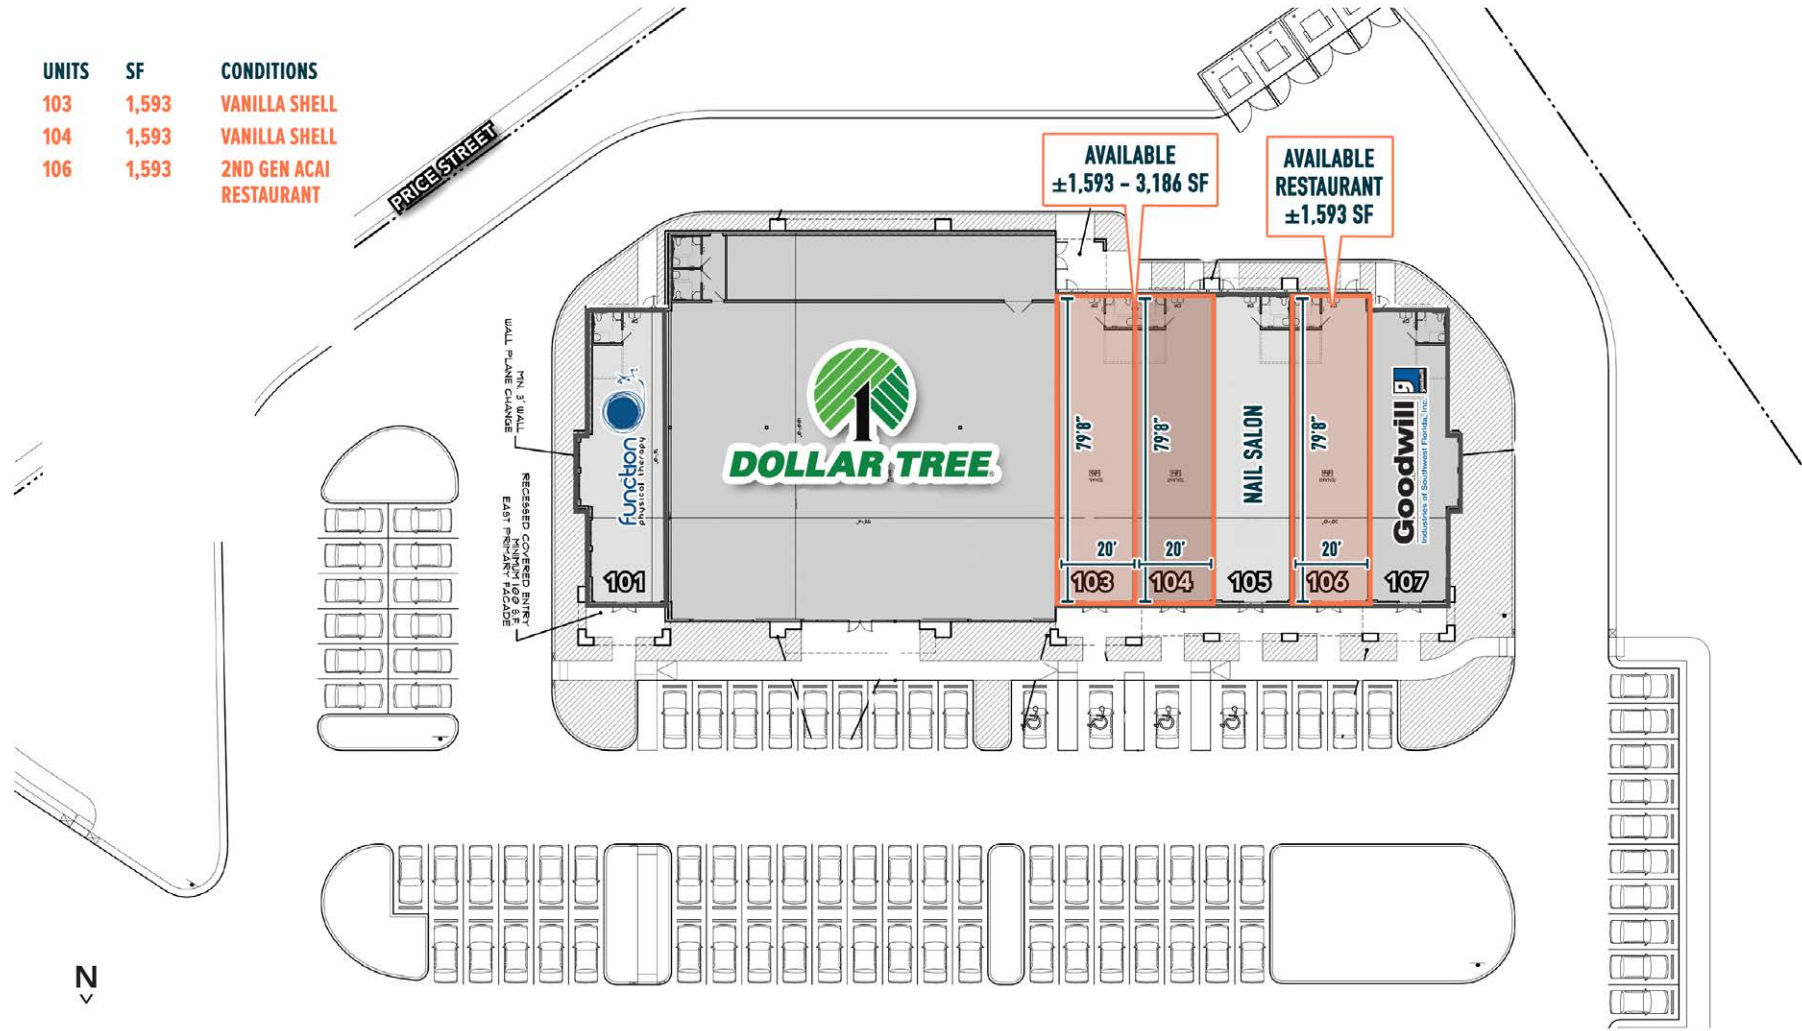 UNITS SF CONDITIONS
103 1,593 VANILLA SHELL
104 1,593 VANILLA SHELL
106 1,593 2ND GEN ACAI
RESTAURANT
PRICE STREET
AVAILABLE
±1,593 – 3,186 SF
AVAILABLE
RESTAURANT
±1,593 SF
MIN. 3' WALL
WALL PLANE CHANGE
RECESSED COVERED ENTRY
MINIMUM 100 S.F.
EAST PRIMARY FACADE
function
physical therapy
101
DOLLAR TREE
79'8"
20'
103
79'8"
20'
104
NAIL SALON
105
79'8"
20'
106
Goodwill
Industries of Southwest Florida, Inc.
107
N